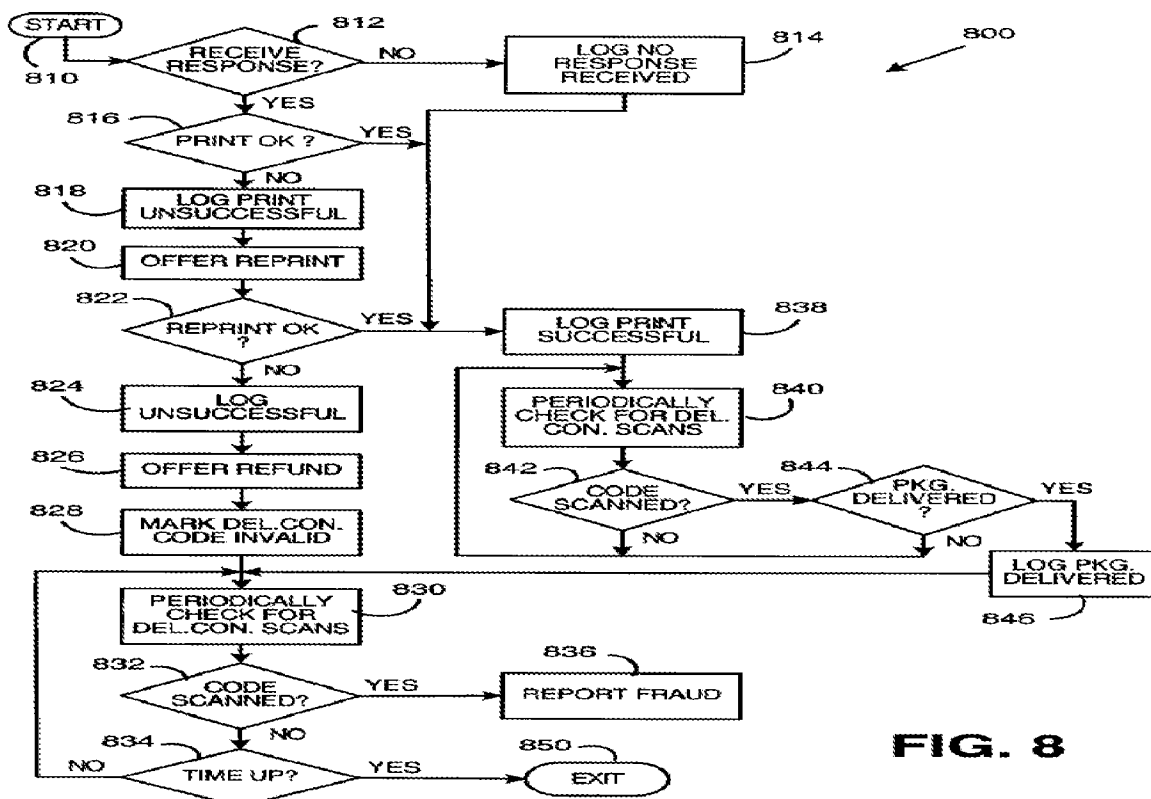 START
810
RECEIVE
RESPONSE?
812
NO
LOG NO
RESPONSE
RECEIVED
814
800
YES
816
PRINT OK ?
YES
NO
818
LOG PRINT
UNSUCCESSFUL
820
OFFER REPRINT
822
REPRINT OK
?
YES
LOG PRINT
SUCCESSFUL
838
NO
824
LOG
UNSUCCESSFUL
PERIODICALLY
CHECK FOR DEL.
CON. SCANS
840
826
OFFER REFUND
842
CODE
SCANNED?
YES
844
PKG.
DELIVERED
?
YES
NO
NO
828
MARK DEL.CON.
CODE INVALID
LOG PKG.
DELIVERED
846
PERIODICALLY
CHECK FOR
DEL.CON. SCANS
830
832
CODE
SCANNED?
YES
836
REPORT FRAUD
NO
834
TIME UP?
NO
YES
850
EXIT
FIG. 8